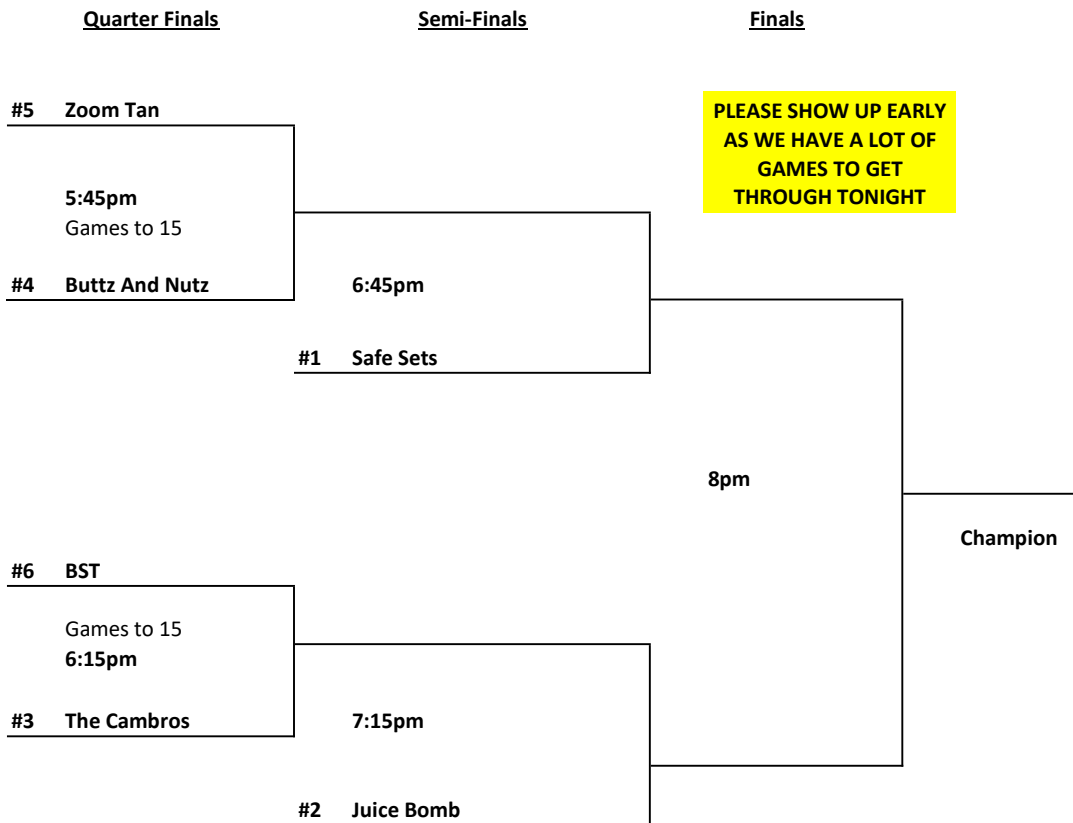 Quarter Finals Semi-Finals Finals
#5 Zoom Tan
PLEASE SHOW UP EARLY
AS WE HAVE A LOT OF
GAMES TO GET
THROUGH TONIGHT
5:45pm
Games to 15
#4 Buttz And Nutz
6:45pm
#1 Safe Sets
8pm
Champion
#6 BST
Games to 15
6:15pm
#3 The Cambros
7:15pm
#2 Juice Bomb